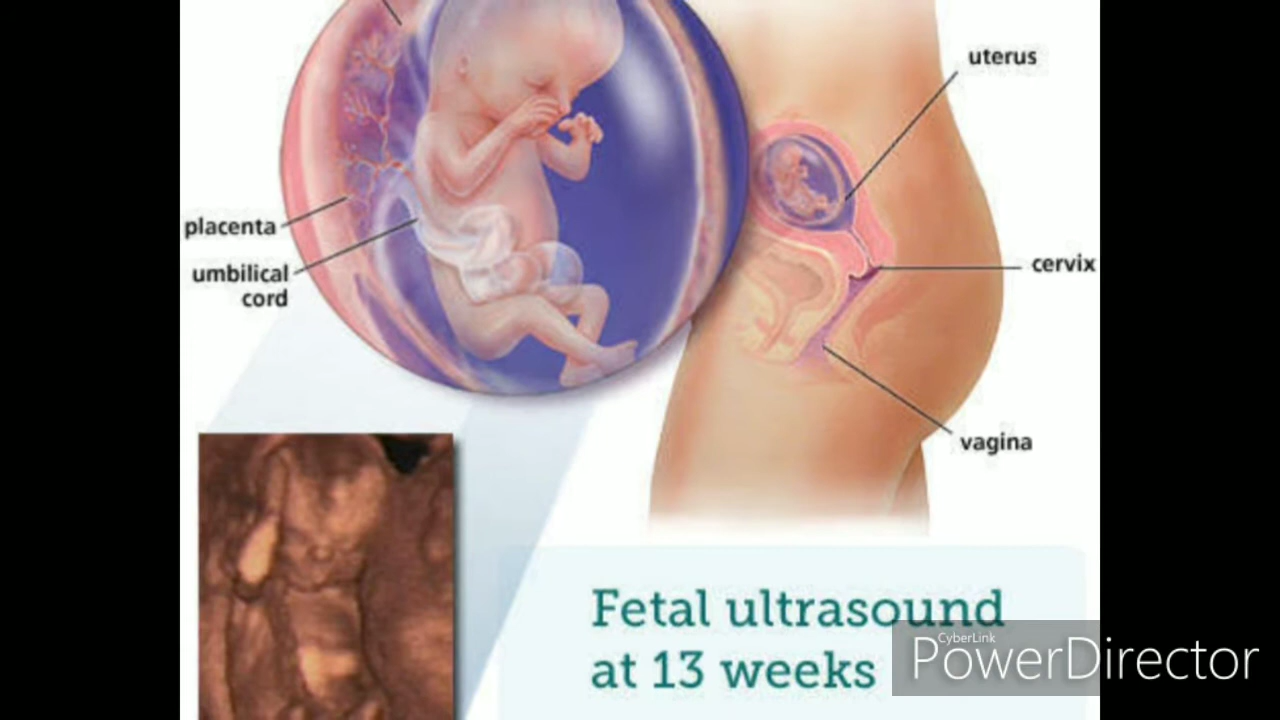 uterus
placenta
umbilical
cord
cervix
vagina
Fetal ultrasound
at 13 weeks
CyberLink
PowerDirector